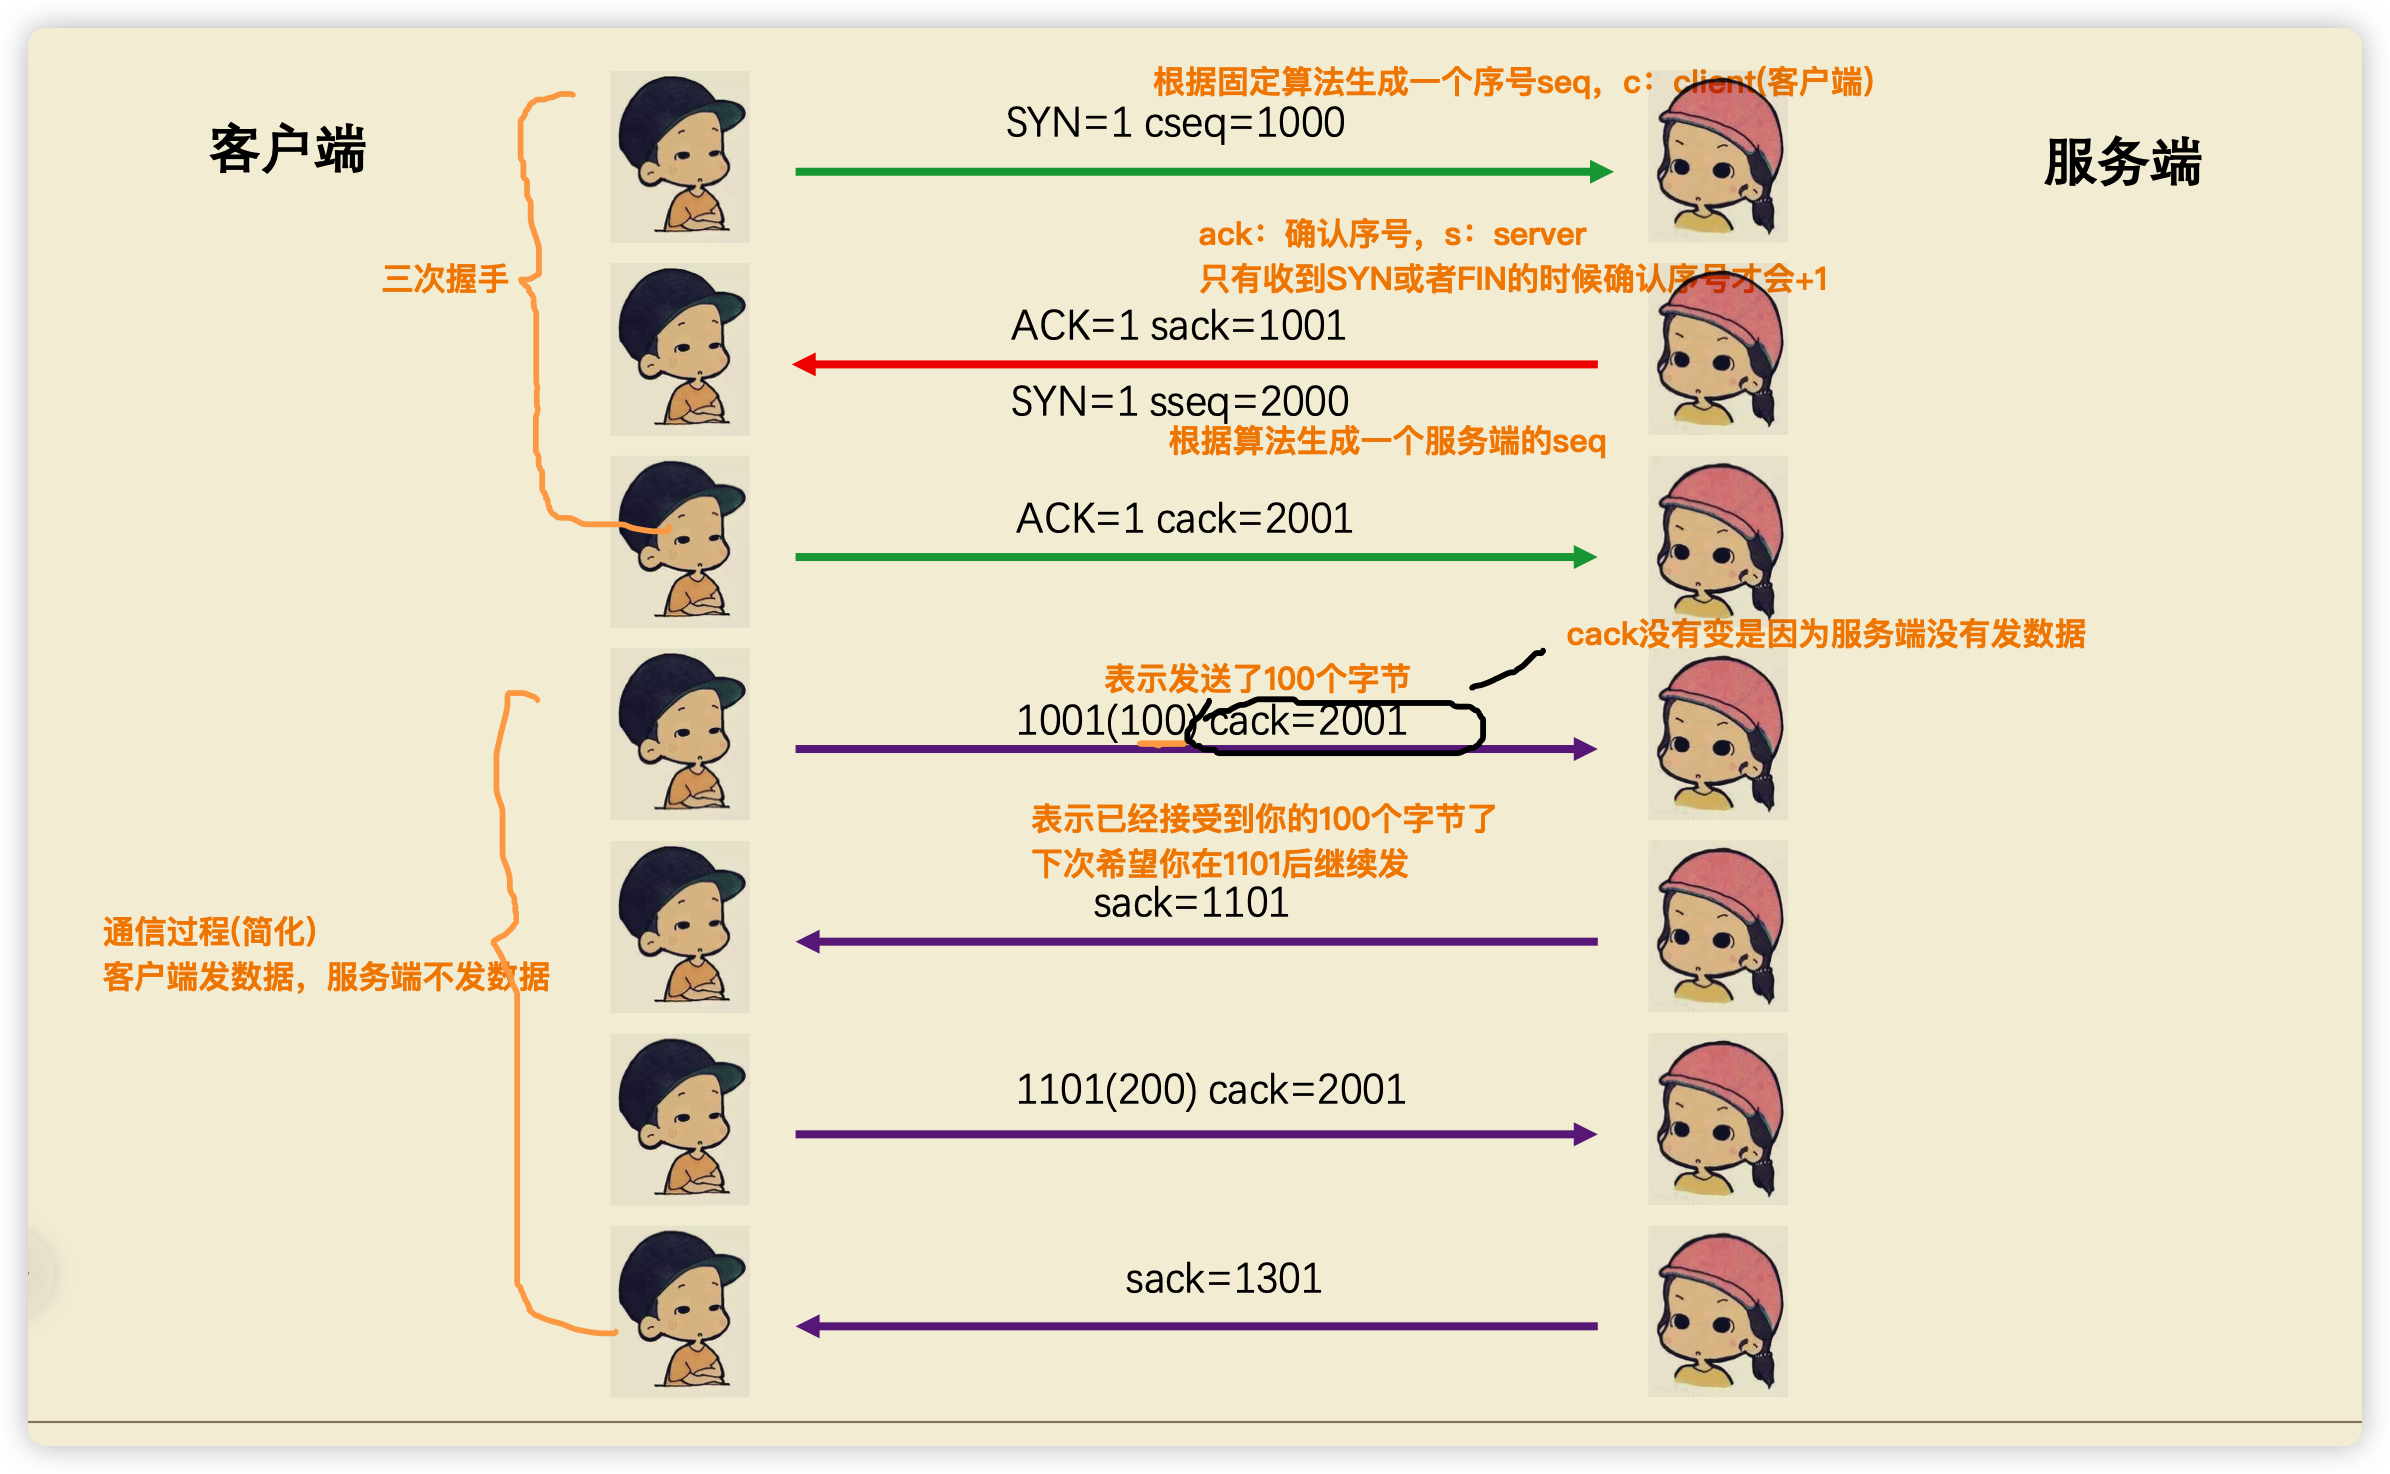 根据固定算法生成一个序号seq，c：client(客户端)
SYN=1 cseq=1000
客户端
服务端
ack：确认序号，s：server
三次握手
只有收到SYN或者FIN的时候确认序号才会+1
ACK=1 sack=1001
SYN=1 sseq=2000
根据算法生成一个服务端的seq
ACK=1 cack=2001
cack没有变是因为服务端没有发数据
表示发送了100个字节
1001(100) cack=2001
表示已经接受到你的100个字节了
下次希望你在1101后继续发
sack=1101
通信过程(简化)
客户端发数据，服务端不发数据
1101(200) cack=2001
sack=1301